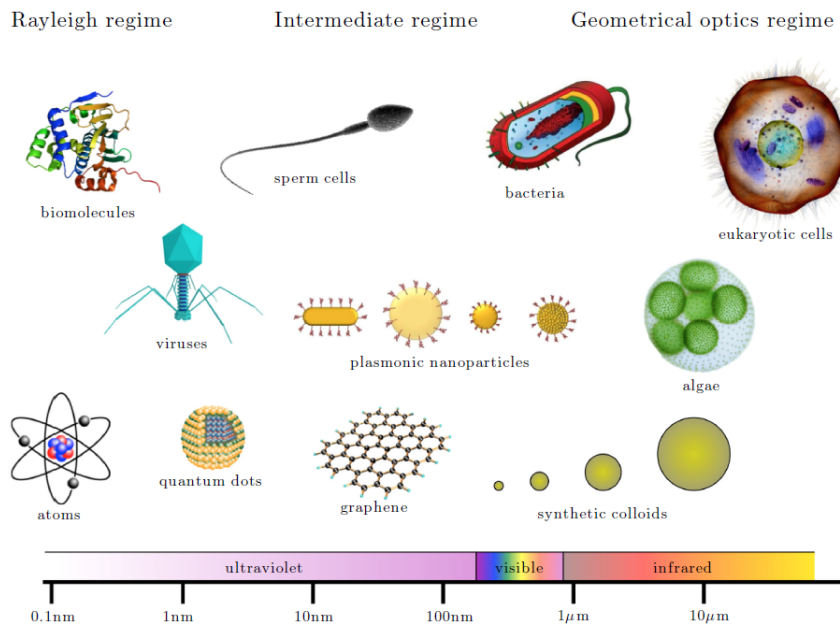 Rayleigh regime
Intermediate regime
Geometrical optics regime
biomolecules
sperm cells
bacteria
eukaryotic cells
viruses
plasmonic nanoparticles
algae
atoms
quantum dots
graphene
synthetic colloids
ultraviolet
visible
infrared
0.1nm
1nm
10nm
100nm
1μm
10μm